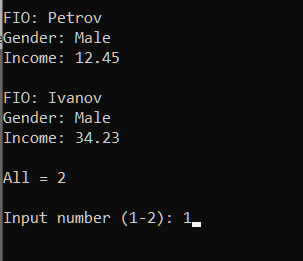 FIO: Petrov
Gender: Male
Income: 12.45
FIO: Ivanov
Gender: Male
Income: 34.23
All = 2
Input number (1-2): 1